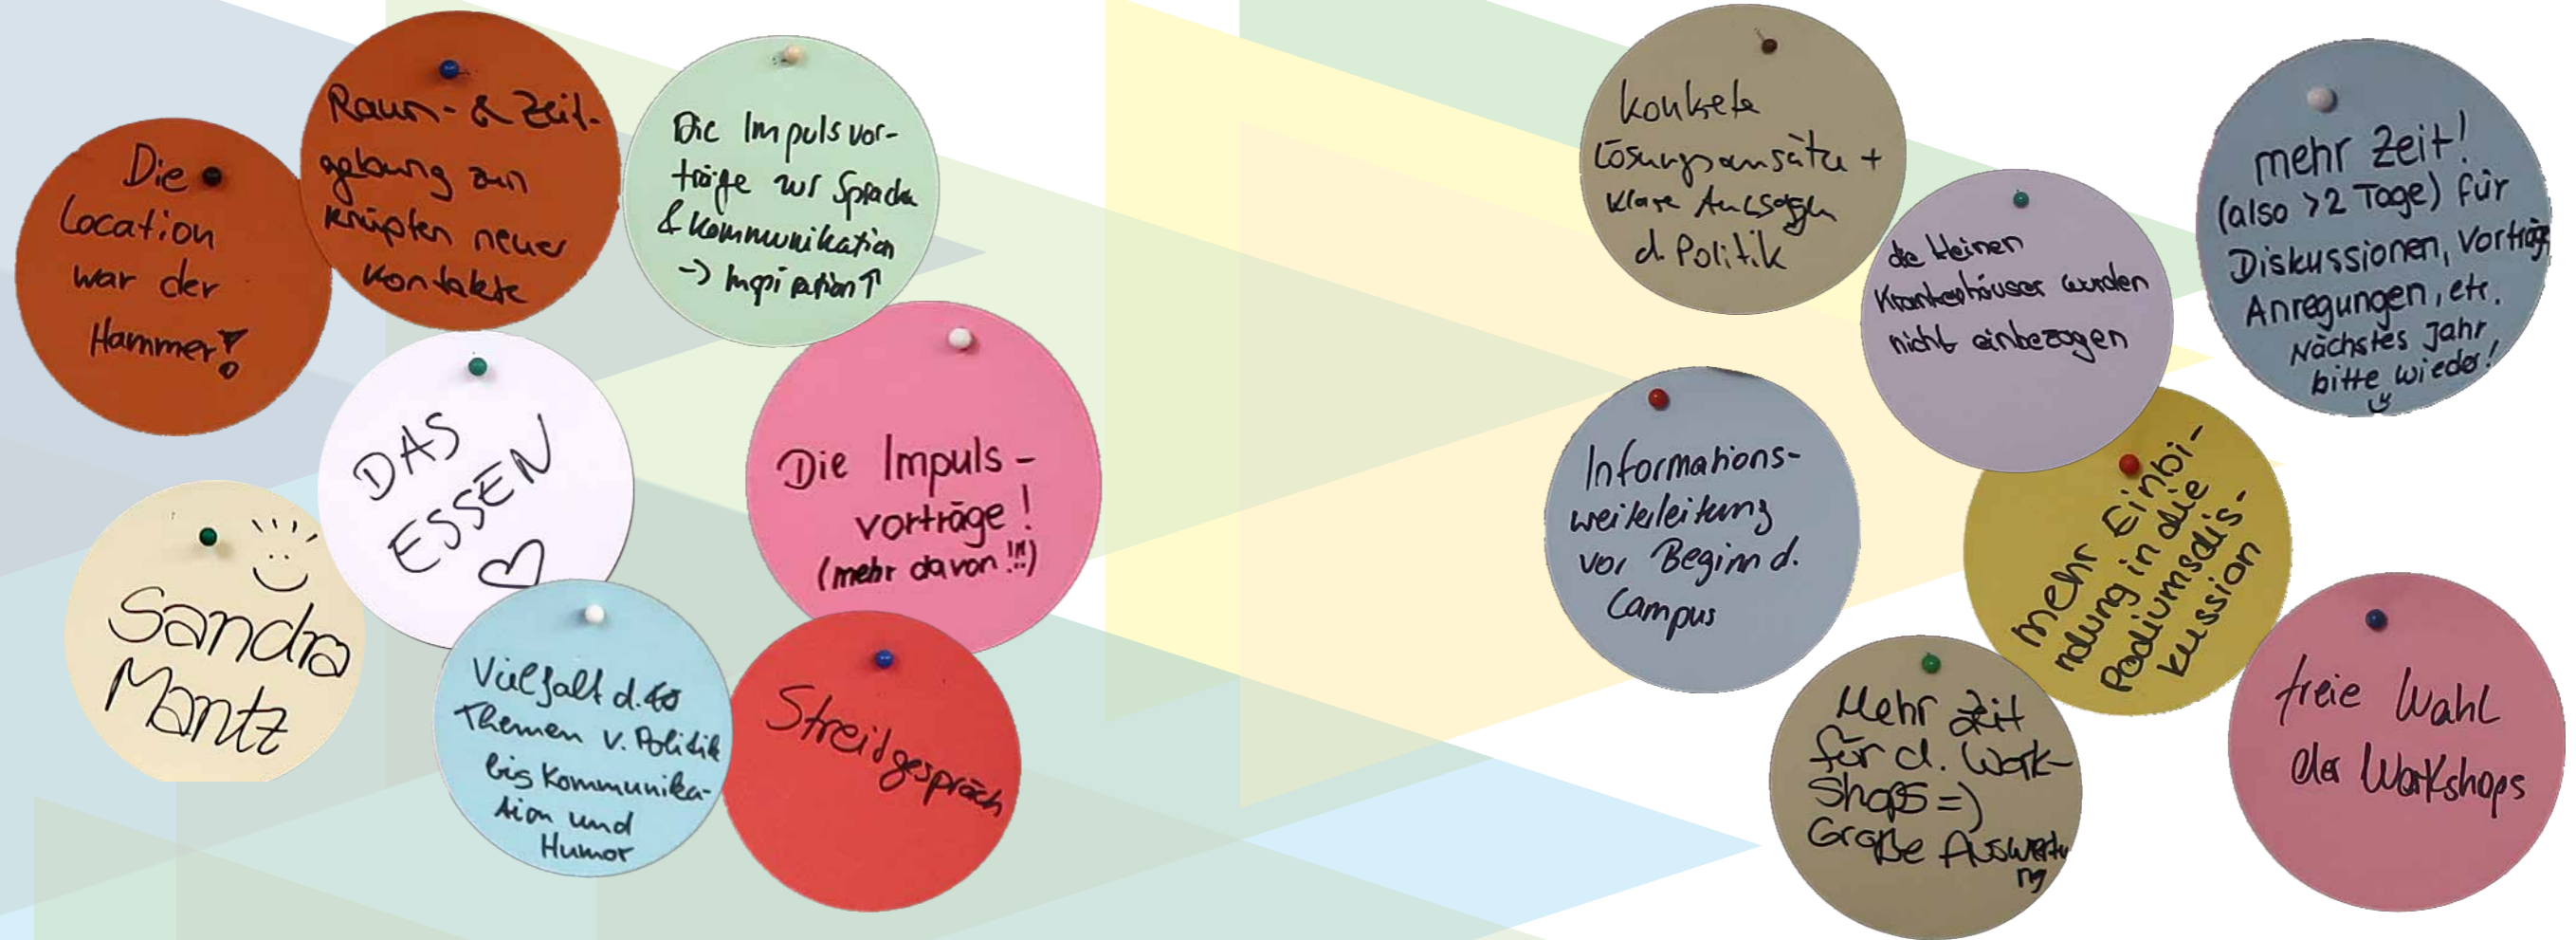 Die
Location
war der
Hammer!
Raum- & Zeit-
gebung zum
knüpfen neuer
Kontakte
Die Impulsvor-
träge zur Sprache
& Kommunikation
-> Inspiration ↑
DAS
ESSEN
♡
Die Impuls-
vorträge!
(mehr davon!!!)
Sandra
Mantz
Vielfalt d.
Themen v. Politik
bis Kommunika-
tion und
Humor
Streitgespräch
konkrete
Lösungsansätze +
klare Aussagen
d. Politik
die kleinen
Krankenhäuser wurden
nicht einbezogen
mehr Zeit!
(also >2 Tage) für
Diskussionen, Vorträge
Anregungen, etc.
Nächstes Jahr
bitte wieder!
Informations-
weiterleitung
vor Beginn d.
Campus
mehr Einbi-
ndung in die
Podiumsdis-
kussion
Mehr Zeit
für d. Work-
shops =)
Große Auswertu
ng
freie Wahl
der Workshops